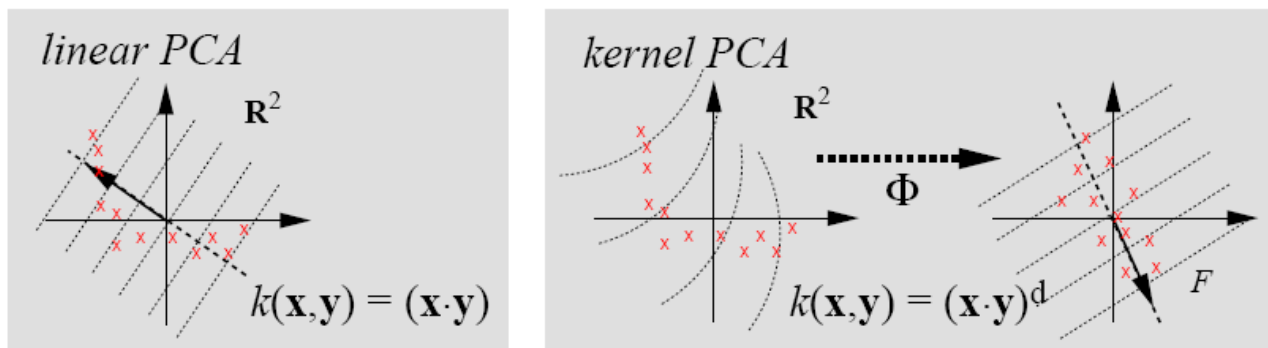 linear PCA
R²
k(x,y) = (x·y)
kernel PCA
R²
Φ
k(x,y) = (x·y)ᵈ
F